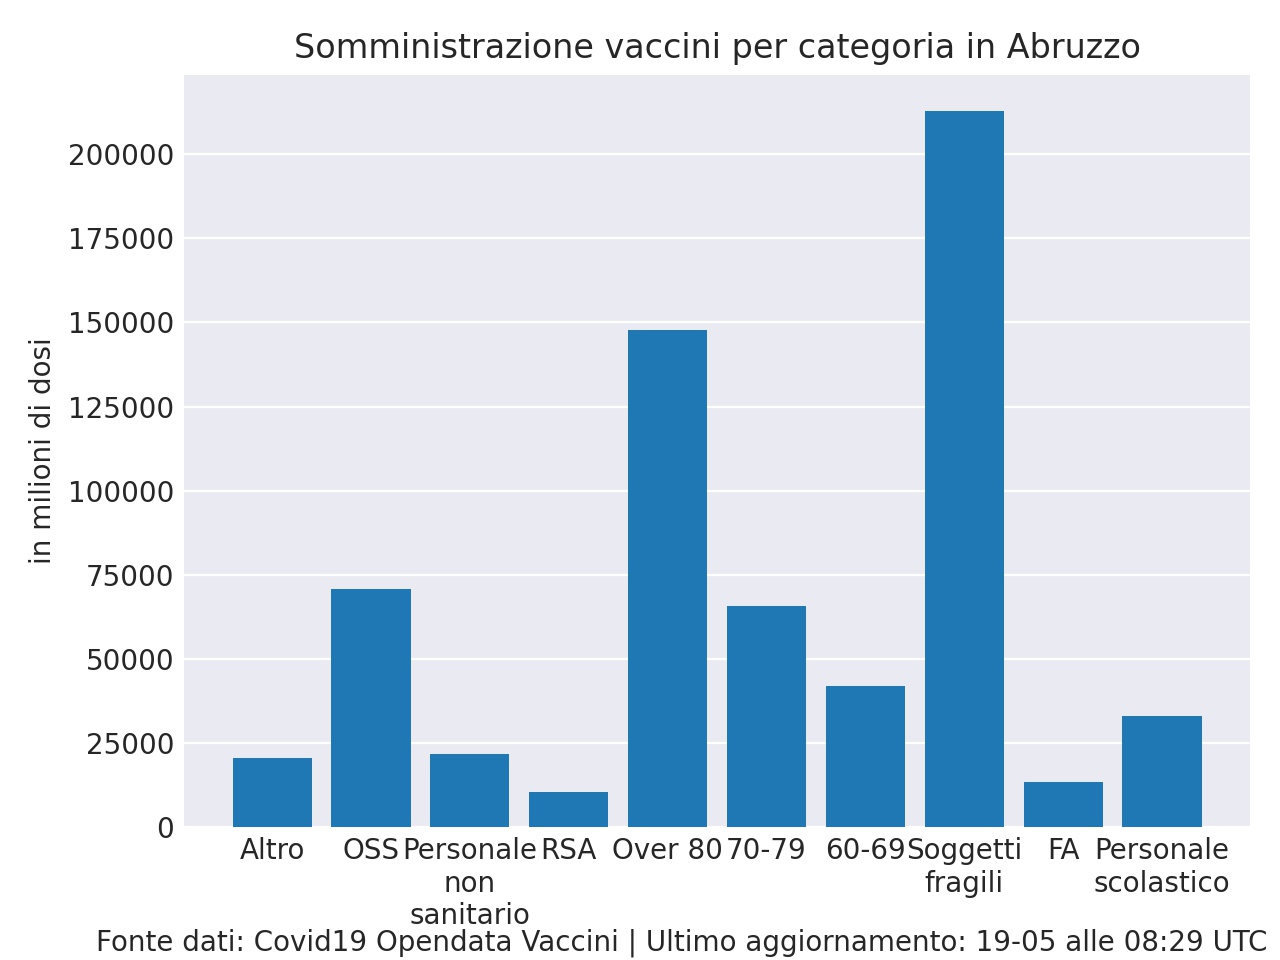 Somministrazione vaccini per categoria in Abruzzo
in milioni di dosi
200000
175000
150000
125000
100000
75000
50000
25000
0
Altro OSS Personale non sanitario RSA Over 80 70-79 60-69 Soggetti fragili FA Personale scolastico
Fonte dati: Covid19 Opendata Vaccini | Ultimo aggiornamento: 19-05 alle 08:29 UTC